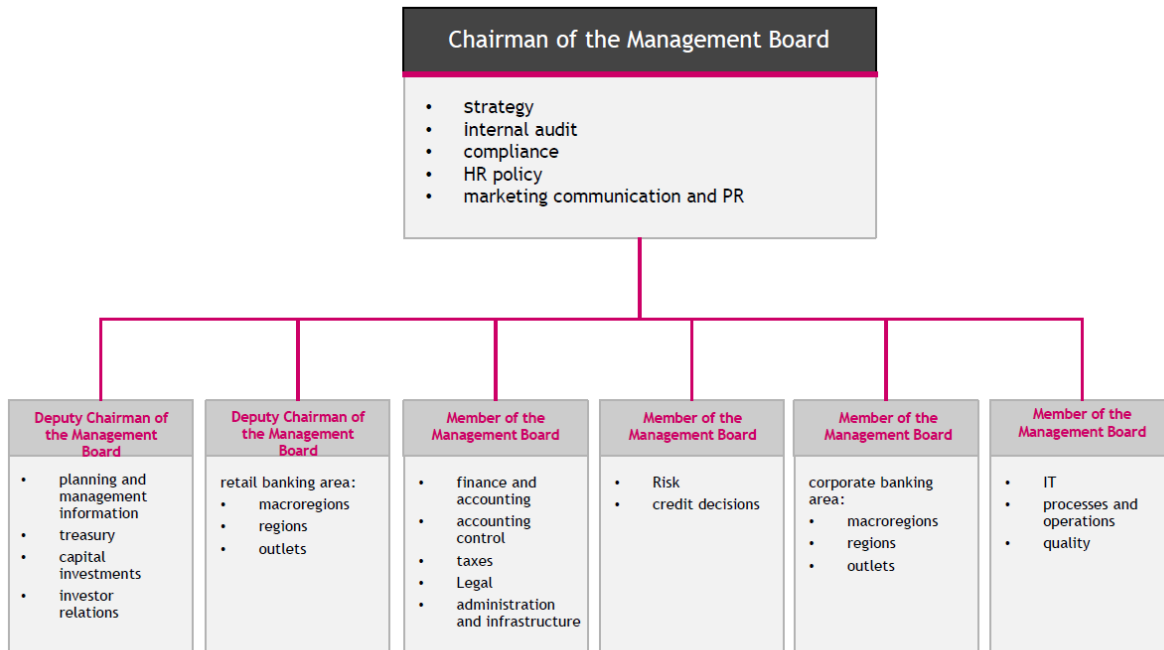 Chairman of the Management Board
• strategy
• internal audit
• compliance
• HR policy
• marketing communication and PR
Deputy Chairman of
the Management
Board
• planning and
management
information
• treasury
• capital
investments
• investor
relations
Deputy Chairman of
the Management
Board
retail banking area:
• macroregions
• regions
• outlets
Member of the
Management Board
• finance and
accounting
• accounting
control
• taxes
• Legal
• administration
and infrastructure
Member of the
Management Board
• Risk
• credit decisions
Member of the
Management Board
corporate banking
area:
• macroregions
• regions
• outlets
Member of the
Management Board
• IT
• processes and
operations
• quality